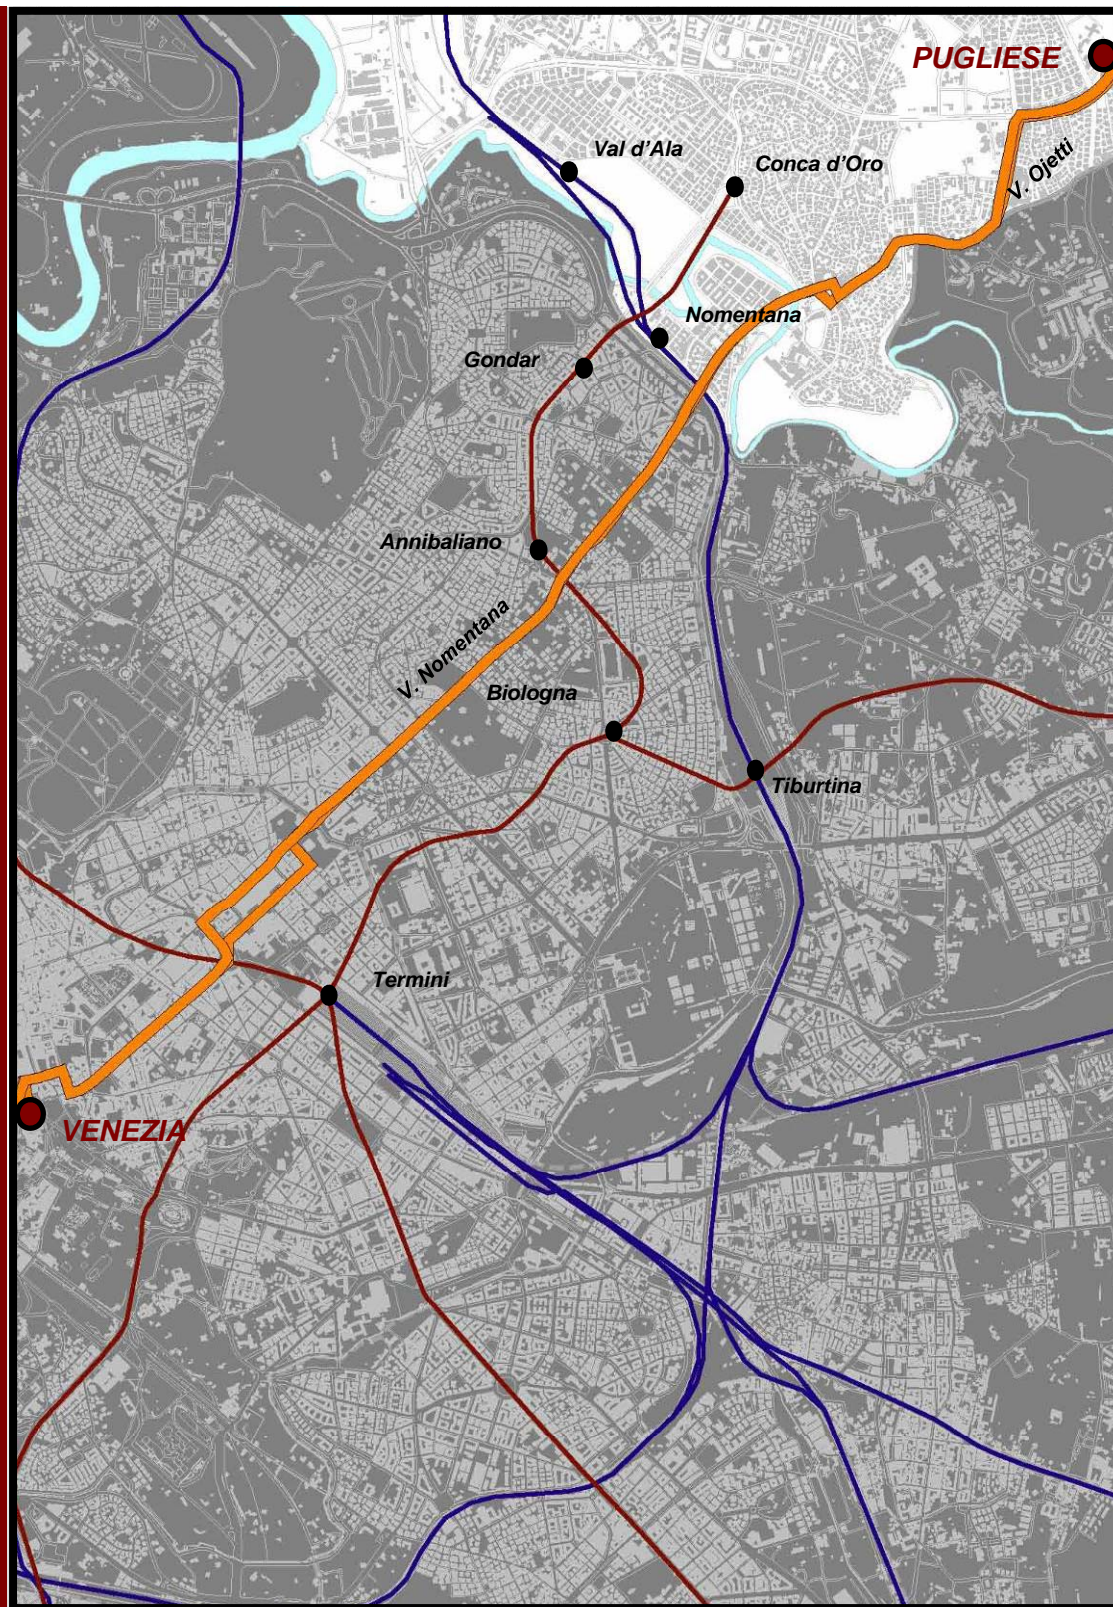 PUGLIESE
Val d'Ala
Conca d'Oro
V. Ojetti
Nomentana
Gondar
Annibaliano
V. Nomentana
Biologna
Tiburtina
Termini
VENEZIA